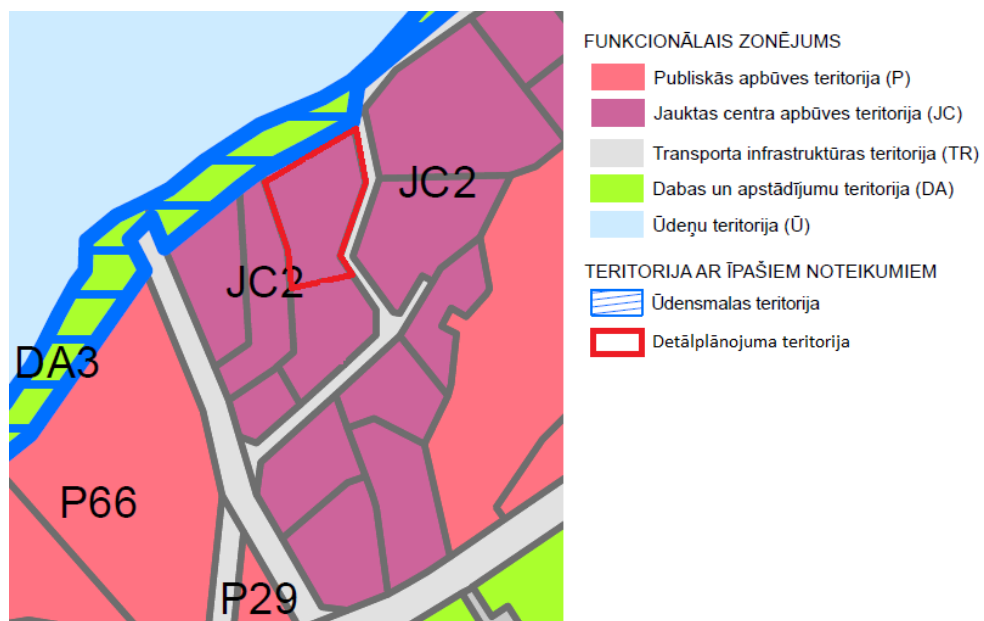 JC2
JC2
DA3
P66
P29
FUNKCIONĀLAIS ZONĒJUMS
Publiskās apbūves teritorija (P)
Jauktas centra apbūves teritorija (JC)
Transporta infrastruktūras teritorija (TR)
Dabas un apstādījumu teritorija (DA)
Ūdeņu teritorija (Ū)
TERITORIJA AR ĪPAŠIEM NOTEIKUMIEM
Ūdensmalas teritorija
Detālplānojuma teritorija